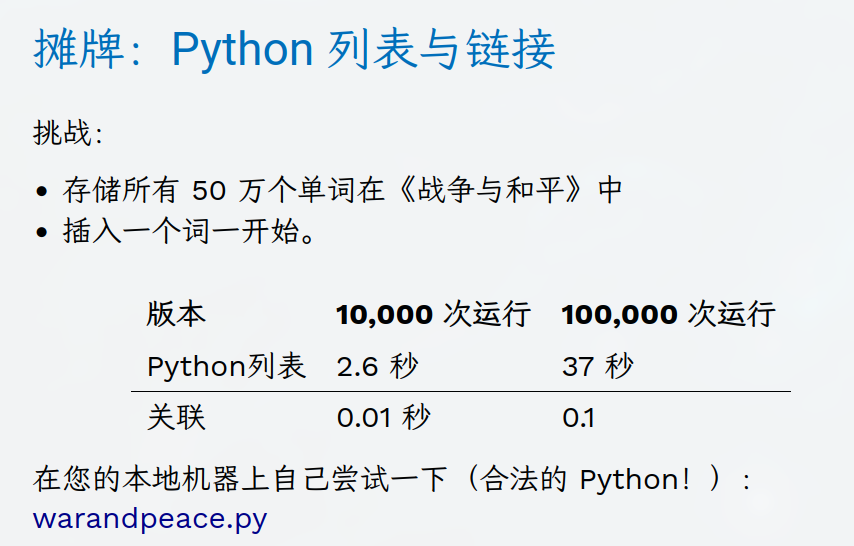 摊牌：Python 列表与链接
挑战：
• 存储所有 50 万个单词在《战争与和平》中
• 插入一个词一开始。
版本 10,000 次运行 100,000 次运行
Python列表 2.6 秒 37 秒
关联 0.01 秒 0.1
在您的本地机器上自己尝试一下（合法的 Python！）：
warandpeace.py